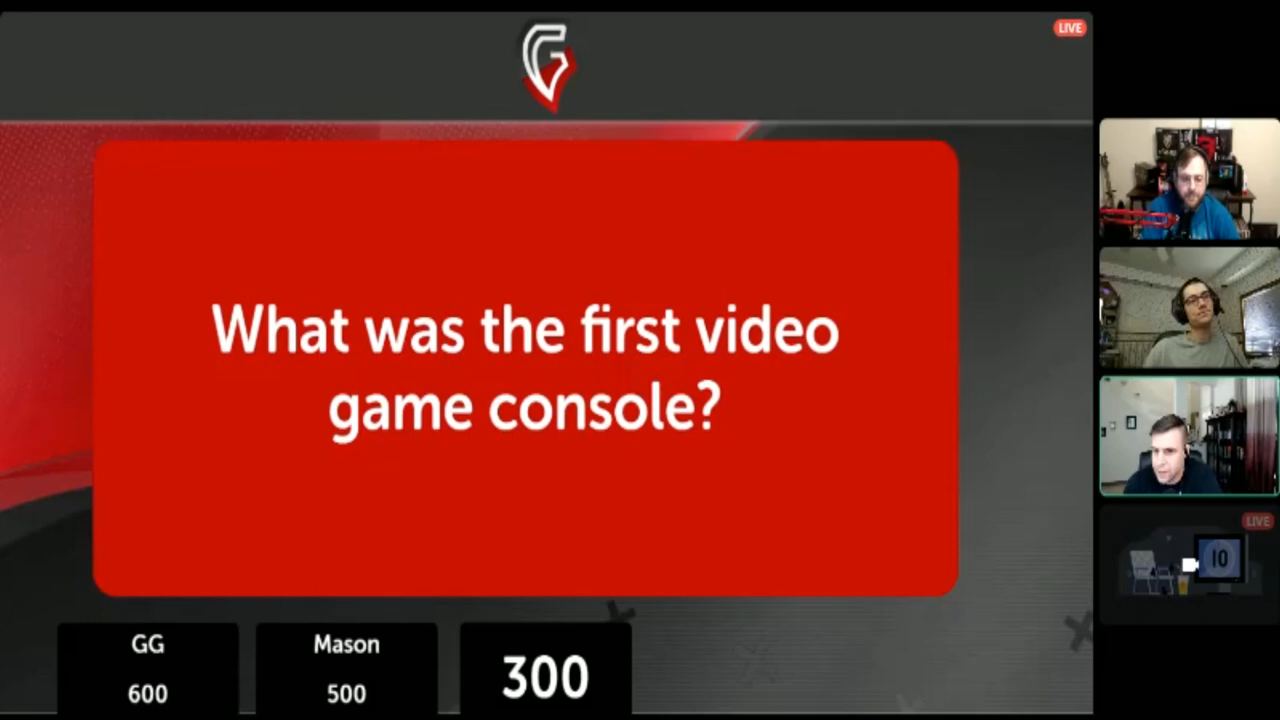 LIVE
What was the first video
game console?
LIVE
10
GG
600
Mason
500
300